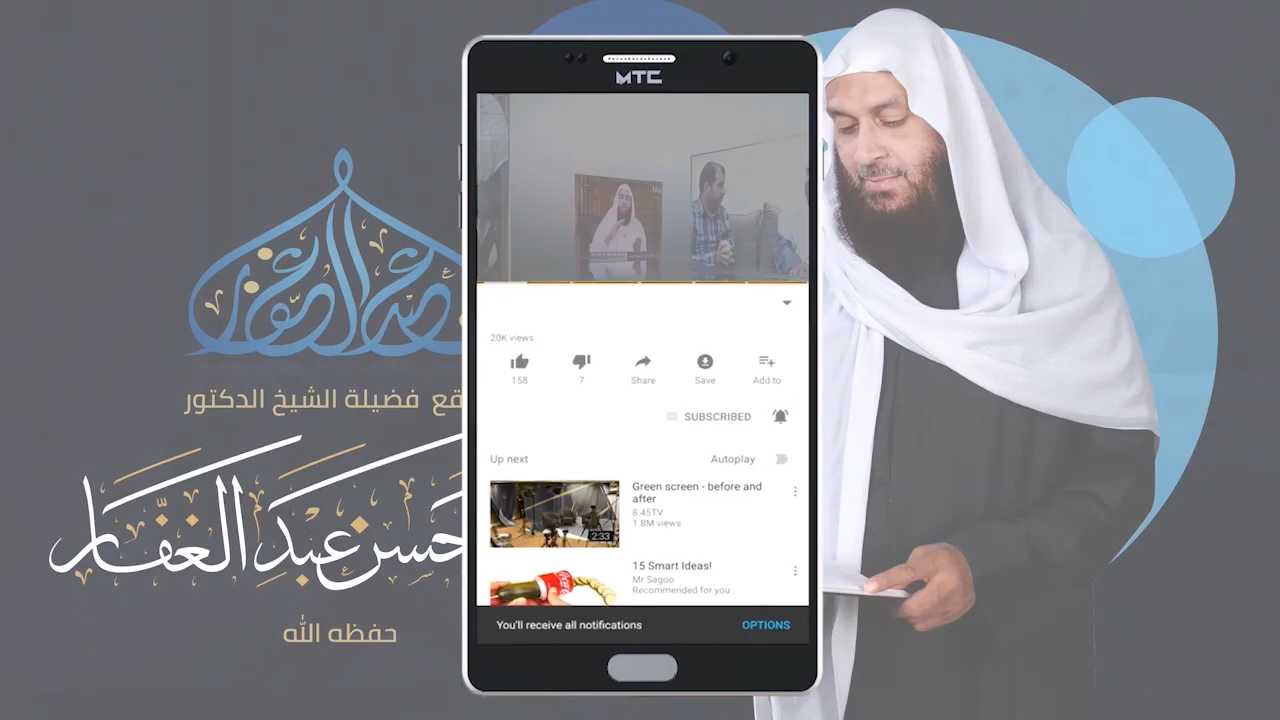 قع فضيلة الشيخ الدكتور
حسن عبد الغفار
حفظه الله
MTC
20K views
158
7
Share
Save
Add to
SUBSCRIBED
Up next
Autoplay
Green screen - before and
after
8:45TV
1.8M views
2:33
15 Smart Ideas!
Mr Sagoo
Recommended for you
You'll receive all notifications
OPTIONS